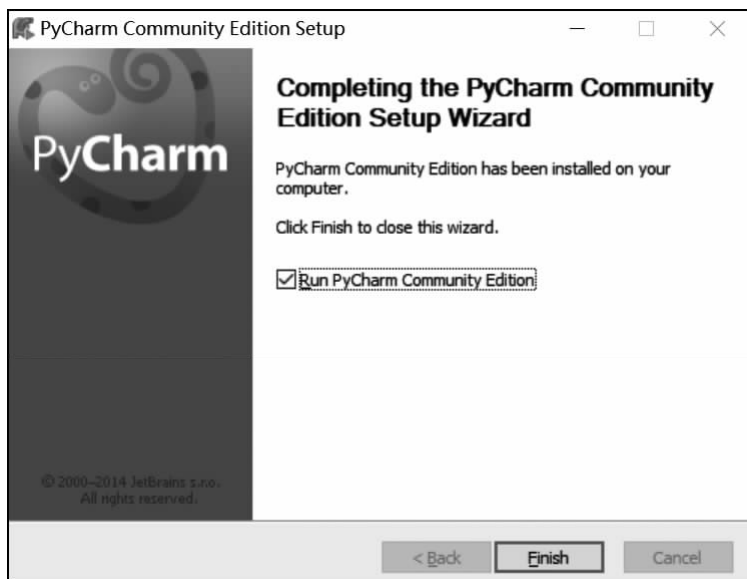 PyCharm Community Edition Setup
PyCharm
Completing the PyCharm Community
Edition Setup Wizard
PyCharm Community Edition has been installed on your
computer.
Click Finish to close this wizard.
Run PyCharm Community Edition
© 2000–2014 JetBrains s.r.o.
All rights reserved.
< Back
Finish
Cancel